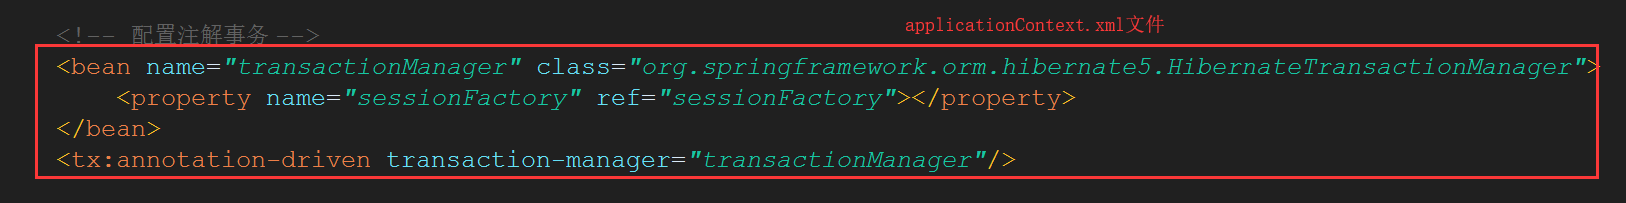 <!-- 配置注解事务 -->
applicationContext.xml文件
<bean name="transactionManager" class="org.springframework.orm.hibernate5.HibernateTransactionManager">
<property name="sessionFactory" ref="sessionFactory"></property>
</bean>
<tx:annotation-driven transaction-manager="transactionManager"/>